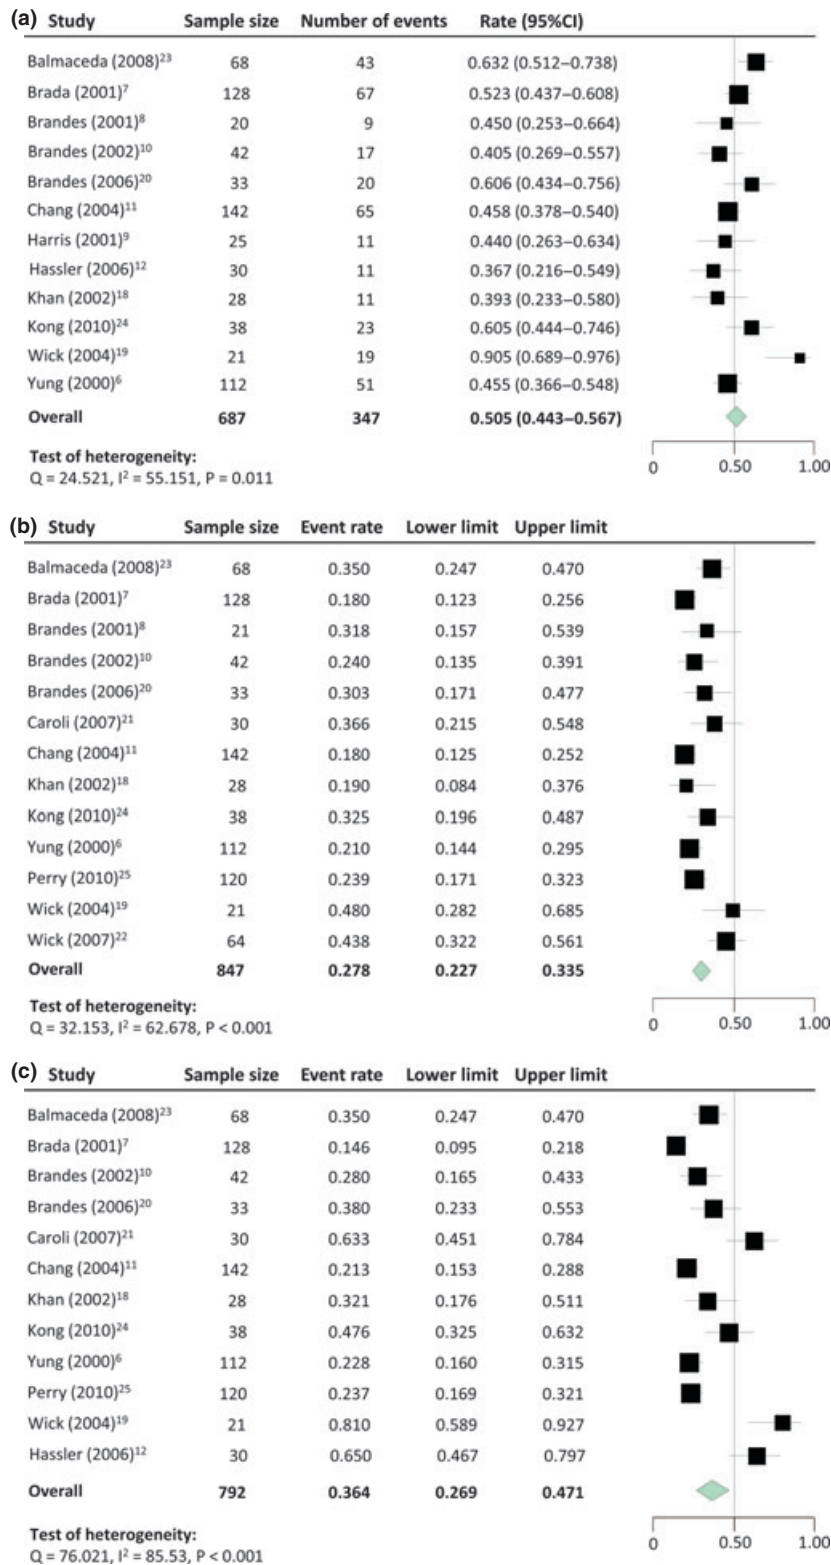 (a) Study Sample size Number of events Rate (95%CI)
Balmaceda (2008)23 68 43 0.632 (0.512–0.738)
Brada (2001)7 128 67 0.523 (0.437–0.608)
Brandes (2001)8 20 9 0.450 (0.253–0.664)
Brandes (2002)10 42 17 0.405 (0.269–0.557)
Brandes (2006)20 33 20 0.606 (0.434–0.756)
Chang (2004)11 142 65 0.458 (0.378–0.540)
Harris (2001)9 25 11 0.440 (0.263–0.634)
Hassler (2006)12 30 11 0.367 (0.216–0.549)
Khan (2002)18 28 11 0.393 (0.233–0.580)
Kong (2010)24 38 23 0.605 (0.444–0.746)
Wick (2004)19 21 19 0.905 (0.689–0.976)
Yung (2000)6 112 51 0.455 (0.366–0.548)
Overall 687 347 0.505 (0.443–0.567)
Test of heterogeneity:
Q = 24.521, I2 = 55.151, P = 0.011
0 0.50 1.00
(b) Study Sample size Event rate Lower limit Upper limit
Balmaceda (2008)23 68 0.350 0.247 0.470
Brada (2001)7 128 0.180 0.123 0.256
Brandes (2001)8 21 0.318 0.157 0.539
Brandes (2002)10 42 0.240 0.135 0.391
Brandes (2006)20 33 0.303 0.171 0.477
Caroli (2007)21 30 0.366 0.215 0.548
Chang (2004)11 142 0.180 0.125 0.252
Khan (2002)18 28 0.190 0.084 0.376
Kong (2010)24 38 0.325 0.196 0.487
Yung (2000)6 112 0.210 0.144 0.295
Perry (2010)25 120 0.239 0.171 0.323
Wick (2004)19 21 0.480 0.282 0.685
Wick (2007)22 64 0.438 0.322 0.561
Overall 847 0.278 0.227 0.335
Test of heterogeneity:
Q = 32.153, I2 = 62.678, P < 0.001
0 0.50 1.00
(c) Study Sample size Event rate Lower limit Upper limit
Balmaceda (2008)23 68 0.350 0.247 0.470
Brada (2001)7 128 0.146 0.095 0.218
Brandes (2002)10 42 0.280 0.165 0.433
Brandes (2006)20 33 0.380 0.233 0.553
Caroli (2007)21 30 0.633 0.451 0.784
Chang (2004)11 142 0.213 0.153 0.288
Khan (2002)18 28 0.321 0.176 0.511
Kong (2010)24 38 0.476 0.325 0.632
Yung (2000)6 112 0.228 0.160 0.315
Perry (2010)25 120 0.237 0.169 0.321
Wick (2004)19 21 0.810 0.589 0.927
Hassler (2006)12 30 0.650 0.467 0.797
Overall 792 0.364 0.269 0.471
Test of heterogeneity:
Q = 76.021, I2 = 85.53, P < 0.001
0 0.50 1.00